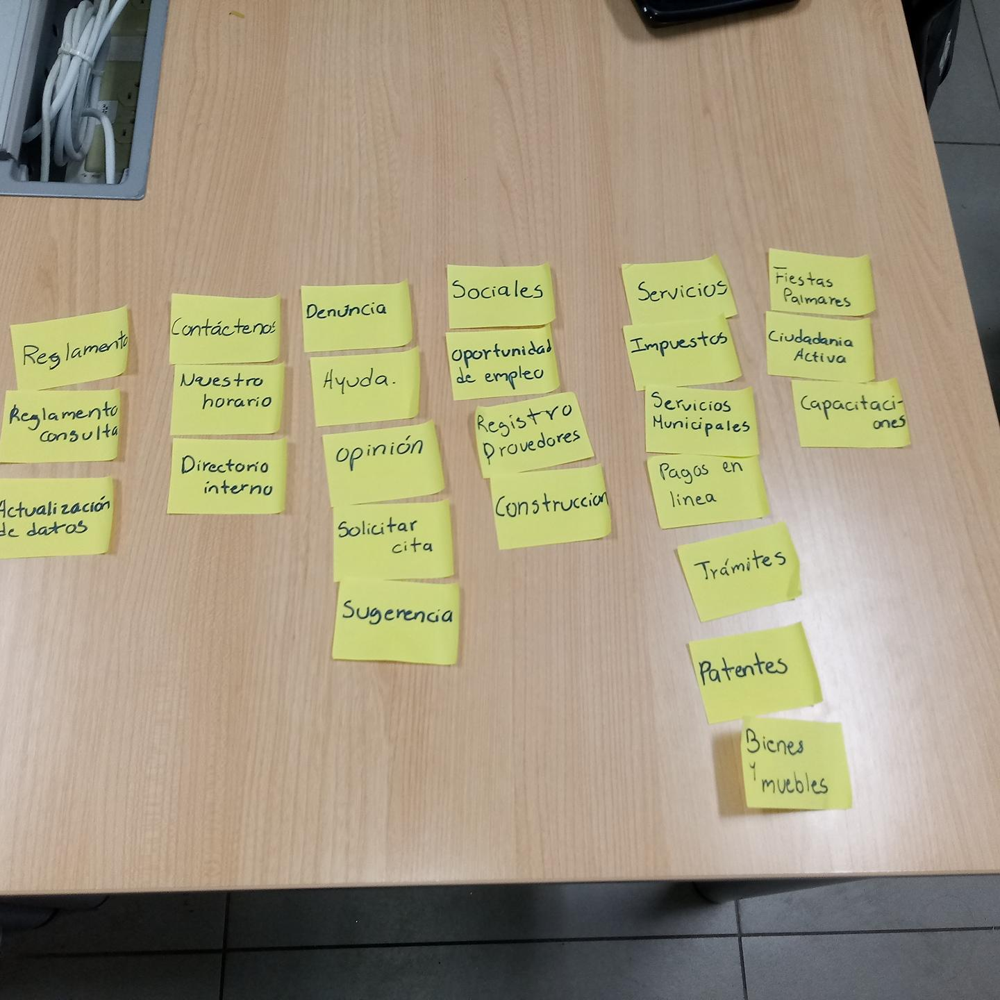 Reglamento
Reglamento
consulta
Actualización
de datos
Contáctenos
Nuestro
horario
Directorio
interno
Denuncia
Ayuda.
Opinión
Solicitar
cita
Sugerencia
Sociales
Oportunidad
de empleo
Registro
Provedores
Construccion
Servicios
Impuestos
Servicios
Municipales
Pagos en
linea
Trámites
Patentes
Bienes
y
muebles
Fiestas
Palmares
Ciudadania
Activa
Capacitaci-
ones